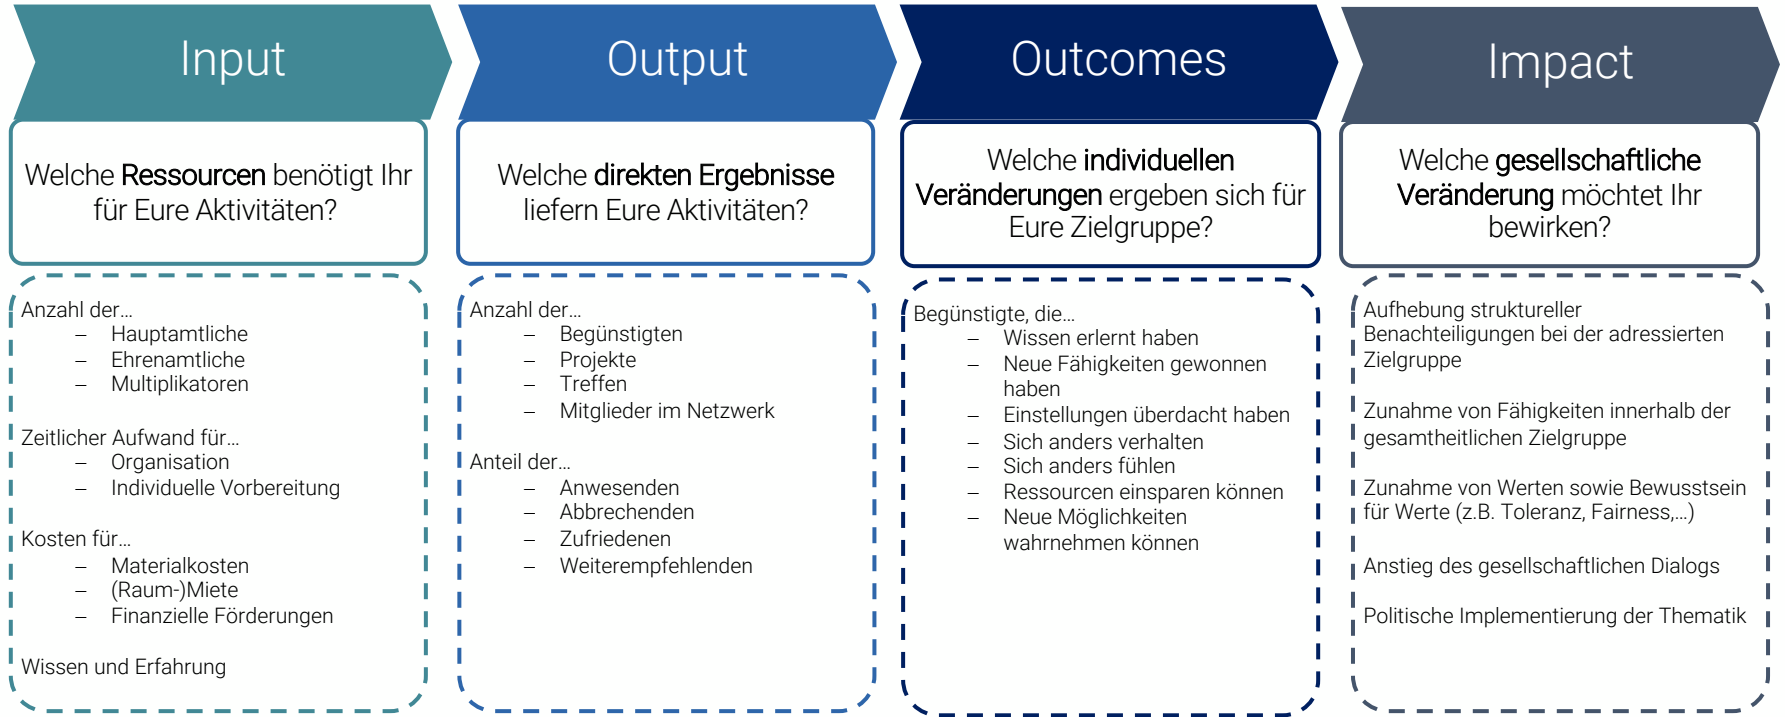 Input
Welche Ressourcen benötigt Ihr
für Eure Aktivitäten?
Anzahl der…
– Hauptamtliche
– Ehrenamtliche
– Multiplikatoren
Zeitlicher Aufwand für…
– Organisation
– Individuelle Vorbereitung
Kosten für…
– Materialkosten
– (Raum-)Miete
– Finanzielle Förderungen
Wissen und Erfahrung
Output
Welche direkten Ergebnisse
liefern Eure Aktivitäten?
Anzahl der…
– Begünstigten
– Projekte
– Treffen
– Mitglieder im Netzwerk
Anteil der…
– Anwesenden
– Abbrechenden
– Zufriedenen
– Weiterempfehlenden
Outcomes
Welche individuellen
Veränderungen ergeben sich für
Eure Zielgruppe?
Begünstigte, die…
– Wissen erlernt haben
– Neue Fähigkeiten gewonnen
haben
– Einstellungen überdacht haben
– Sich anders verhalten
– Sich anders fühlen
– Ressourcen einsparen können
– Neue Möglichkeiten
wahrnehmen können
Impact
Welche gesellschaftliche
Veränderung möchtet Ihr
bewirken?
Aufhebung struktureller
Benachteiligungen bei der adressierten
Zielgruppe
Zunahme von Fähigkeiten innerhalb der
gesamtheitlichen Zielgruppe
Zunahme von Werten sowie Bewusstsein
für Werte (z.B. Toleranz, Fairness,…)
Anstieg des gesellschaftlichen Dialogs
Politische Implementierung der Thematik